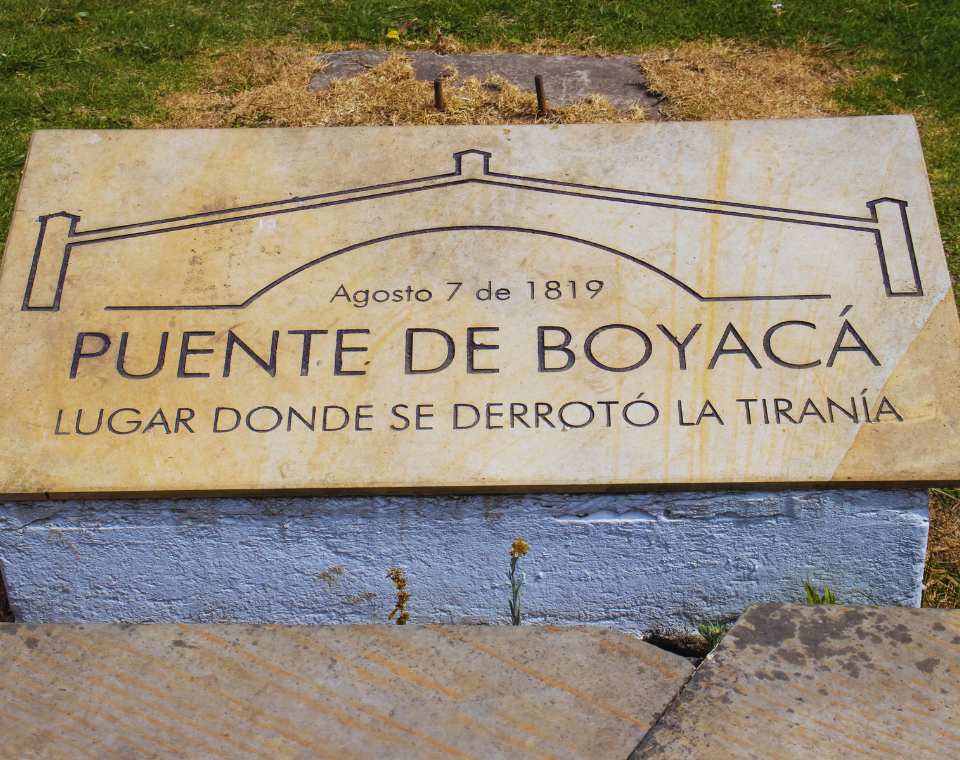 Agosto 7 de 1819
PUENTE DE BOYACÁ
LUGAR DONDE SE DERROTÓ LA TIRANÍA